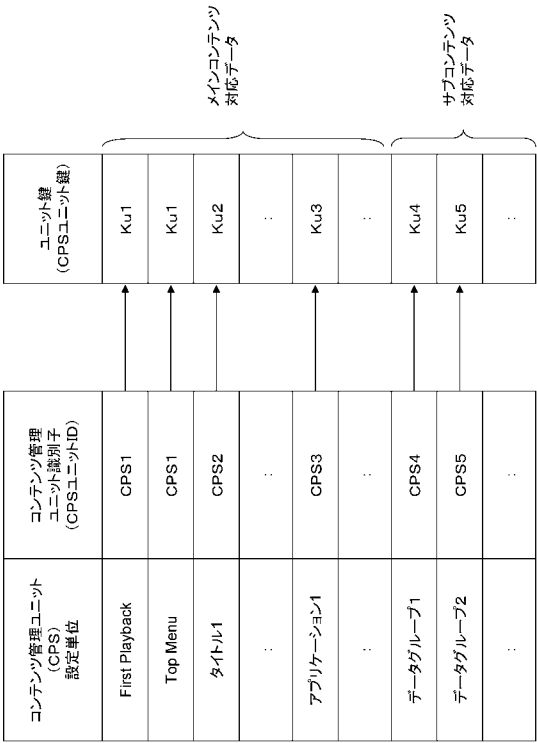 コンテンツ管理ユニット
(CPS)
設定単位
コンテンツ管理
ユニット識別子
(CPSユニットID)
ユニット鍵
(CPSユニット鍵)
First Playback
CPS1
Ku1
Top Menu
CPS1
Ku1
タイトル1
CPS2
Ku2
:
:
:
アプリケーション1
CPS3
Ku3
:
:
:
データグループ1
CPS4
Ku4
データグループ2
CPS5
Ku5
:
:
:
メインコンテンツ
対応データ
サブコンテンツ
対応データ